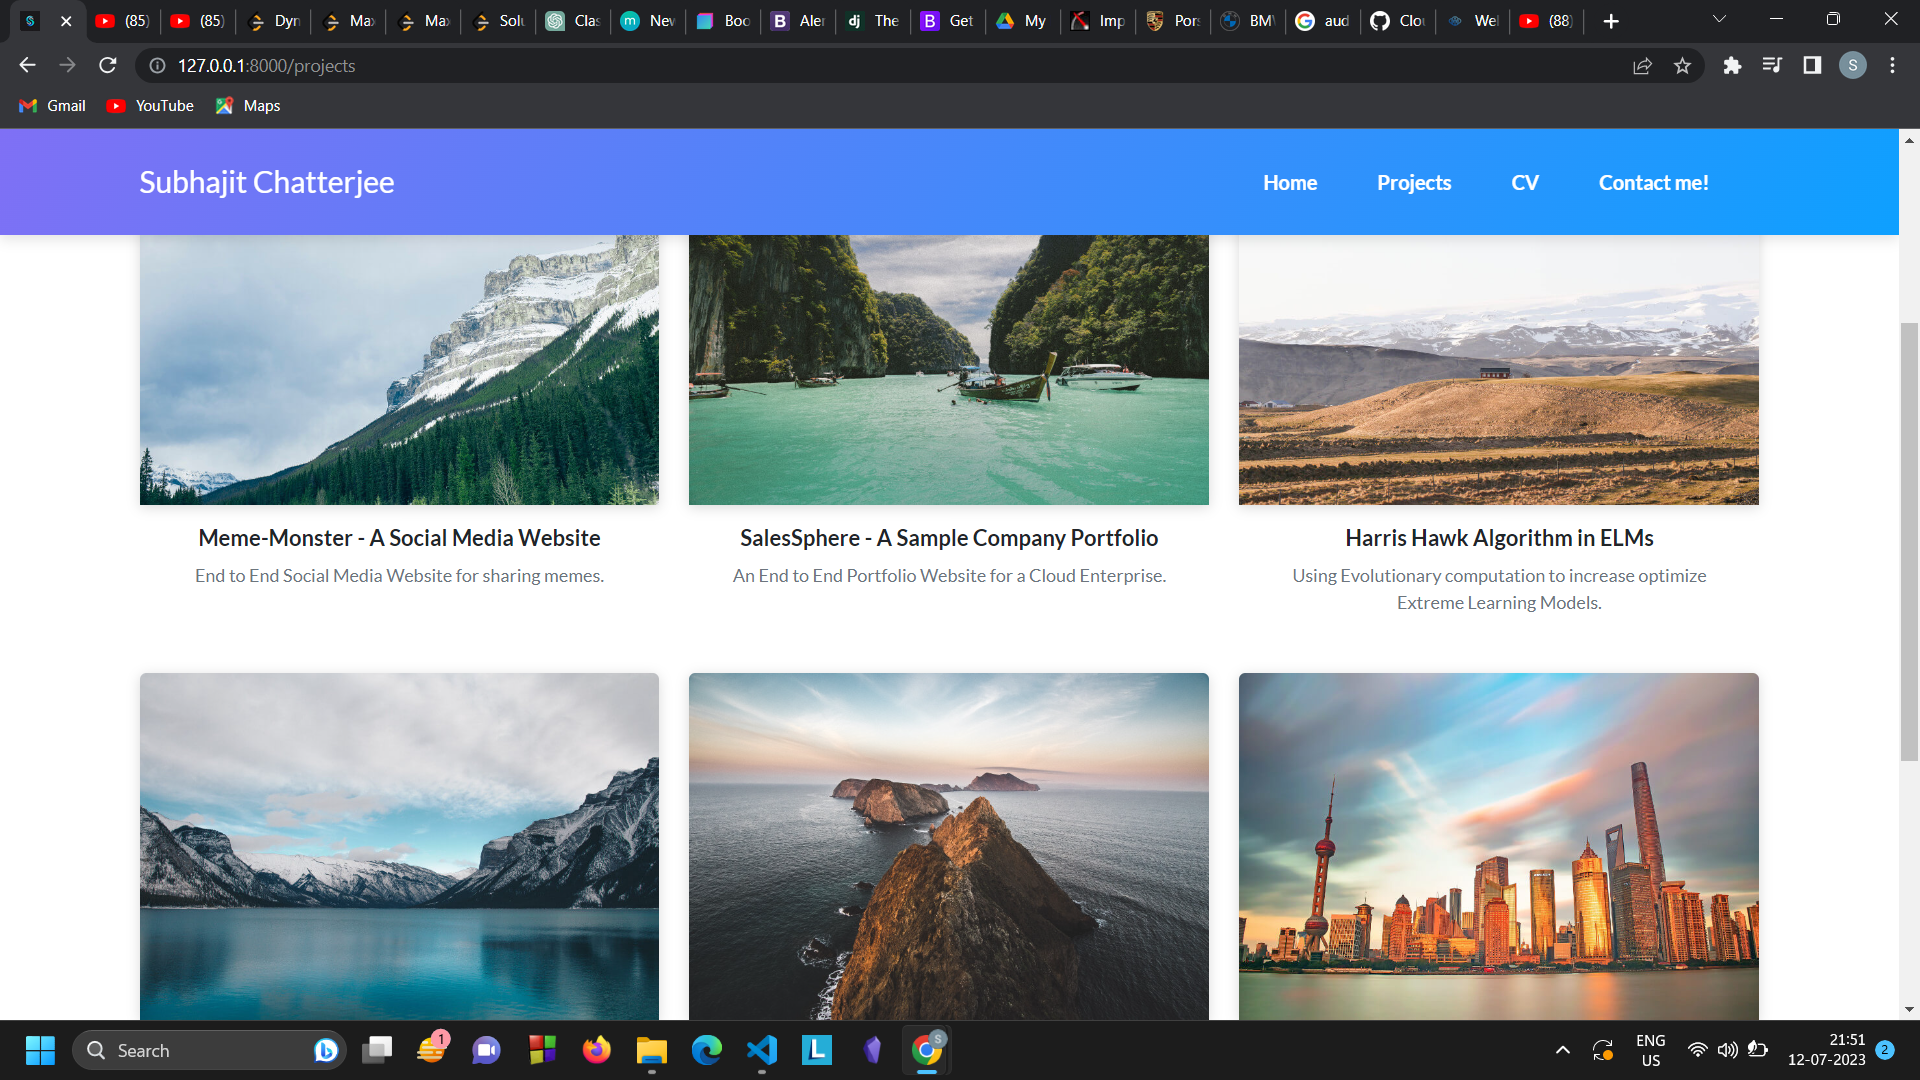 (85)
(85)
Dyn
Max
Max
Solu
Clas
New
Boo
Aler
dj The
Get
My
Imp
Pors
BMW
aud
Clou
Wel
(88)
127.0.0.1:8000/projects
S
Gmail
YouTube
Maps
Subhajit Chatterjee
Home
Projects
CV
Contact me!
Meme-Monster - A Social Media Website
SalesSphere - A Sample Company Portfolio
Harris Hawk Algorithm in ELMs
End to End Social Media Website for sharing memes.
An End to End Portfolio Website for a Cloud Enterprise.
Using Evolutionary computation to increase optimize
Extreme Learning Models.
Search
1
L
S
ENG
US
21:51
12-07-2023
2